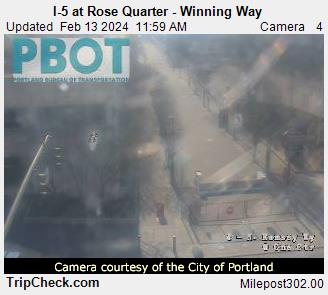 I-5 at Rose Quarter - Winning Way
Updated Feb 13 2024 11:59 AM Camera 4
PBOT
PORTLAND BUREAU OF TRANSPORTATION
Camera courtesy of the City of Portland
TripCheck.com Milepost302.00